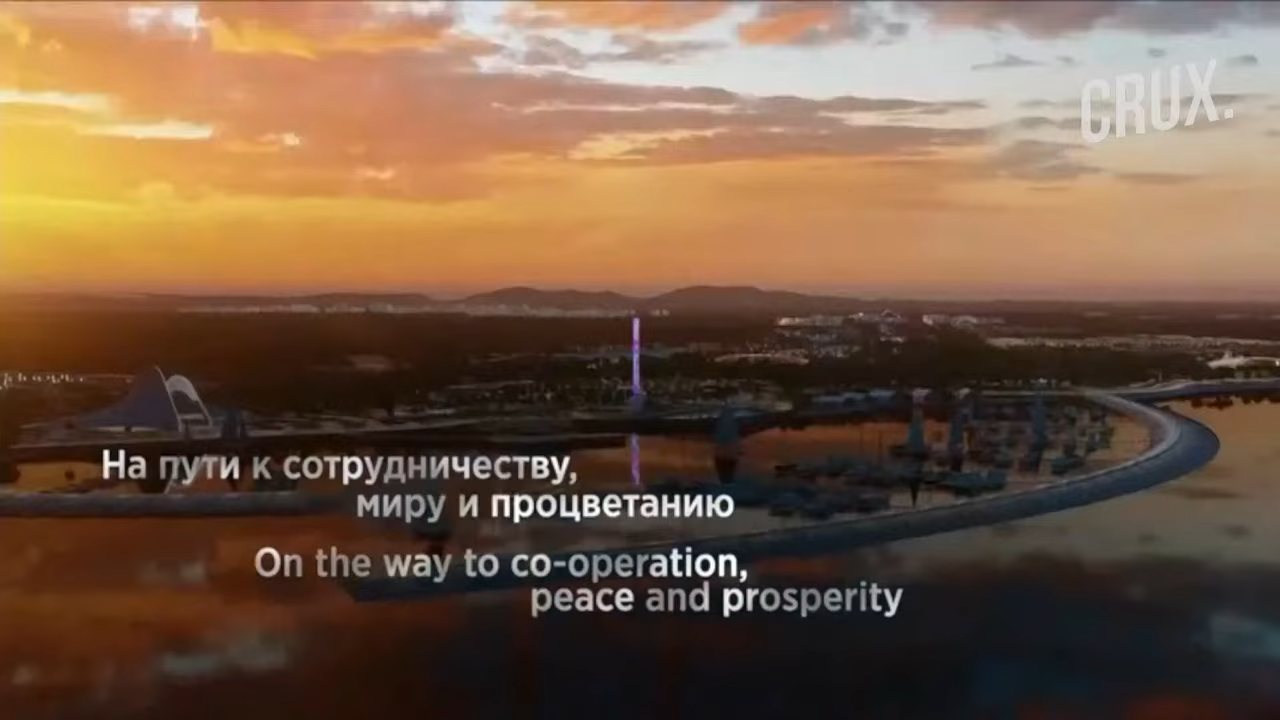 CRUX.
На пути к сотрудничеству,
миру и процветанию
On the way to co-operation,
peace and prosperity